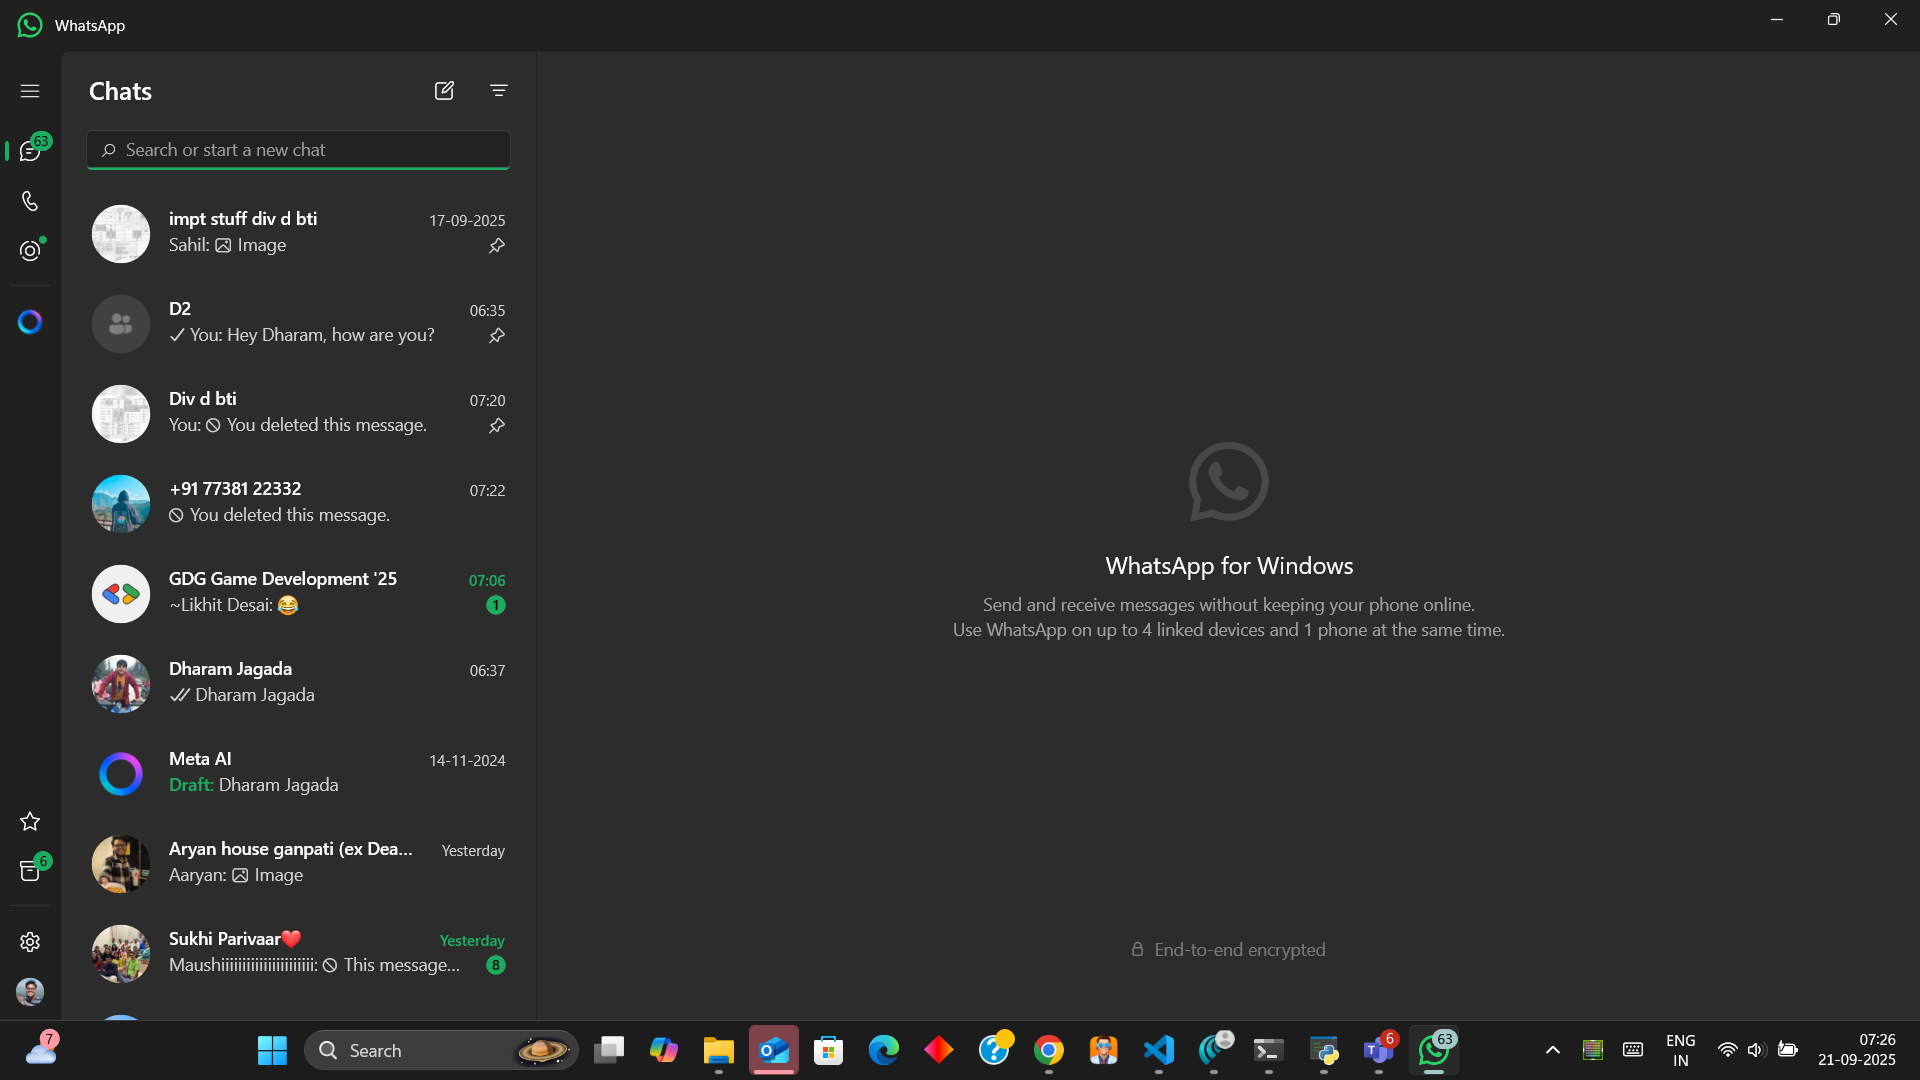 WhatsApp
Chats
63
Search or start a new chat
impt stuff div d bti 17-09-2025
Sahil: Image
D2 06:35
You: Hey Dharam, how are you?
Div d bti 07:20
You: You deleted this message.
+91 77381 22332 07:22
You deleted this message.
GDG Game Development '25 07:06
~Likhit Desai: 😂 1
Dharam Jagada 06:37
Dharam Jagada
Meta AI 14-11-2024
Draft: Dharam Jagada
Aryan house ganpati (ex Dea... Yesterday
Aaryan: Image
6
Sukhi Parivaar❤️ Yesterday
Maushiiiiiiiiiiiiiiiiiiiiiii: This message... 8
WhatsApp for Windows
Send and receive messages without keeping your phone online.
Use WhatsApp on up to 4 linked devices and 1 phone at the same time.
End-to-end encrypted
7
Search
6
63
ENG
IN
07:26
21-09-2025